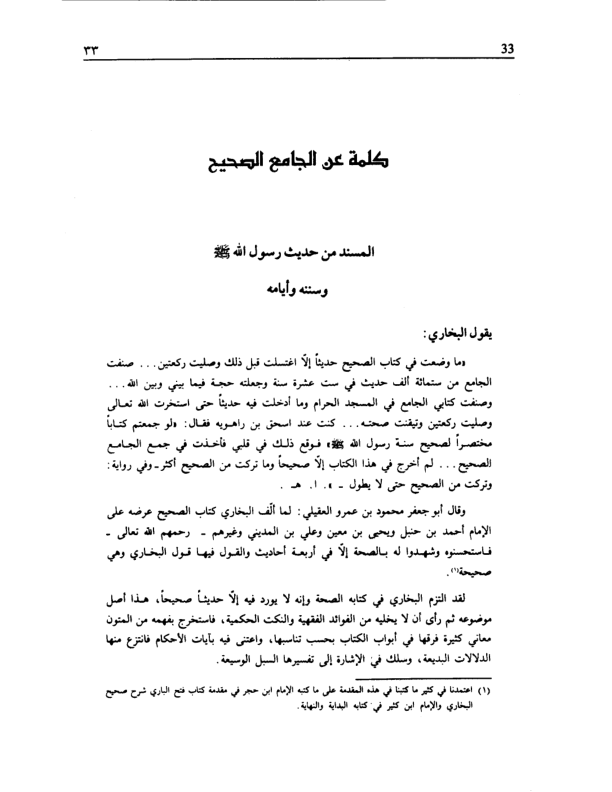 ٣٣ 33
كلمة عن الجامع الصحيح
المسند من حديث رسول الله ﷺ
وسننه وأيامه
يقول البخاري:
«ما وضعت في كتاب الصحيح حديثاً إلّا اغتسلت قبل ذلك وصليت ركعتين... صنفت
الجامع من ستمائة ألف حديث في ست عشرة سنة وجعلته حجة فيما بيني وبين الله...
وصنفت كتابي الجامع في المسجد الحرام وما أدخلت فيه حديثاً حتى استخرت الله تعالى
وصليت ركعتين وتيقنت صحته... كنت عند اسحق بن راهويه فقال: «لو جمعتم كتاباً
مختصراً لصحيح سنة رسول الله ﷺ» فوقع ذلك في قلبي فأخذت في جمع الجامع
الصحيح... لم أخرج في هذا الكتاب إلّا صحيحاً وما تركت من الصحيح أكثر ـ وفي رواية:
وتركت من الصحيح حتى لا يطول ـ». ا. هـ .
وقال أبو جعفر محمود بن عمرو العقيلي: لما ألّف البخاري كتاب الصحيح عرضه على
الإمام أحمد بن حنبل ويحيى بن معين وعلي بن المديني وغيرهم ـ رحمهم الله تعالى ـ
فاستحسنوه وشهدوا له بالصحة إلّا في أربعة أحاديث والقول فيها قول البخاري وهي
صحيحة(١).
لقد التزم البخاري في كتابه الصحة وإنه لا يورد فيه إلّا حديثاً صحيحاً، هذا أصل
موضوعه ثم رأى أن لا يخليه من الفوائد الفقهية والنكت الحكمية، فاستخرج بفهمه من المتون
معاني كثيرة فرقها في أبواب الكتاب بحسب تناسبها، واعتنى فيه بآيات الأحكام فانتزع منها
الدلالات البديعة، وسلك في الإشارة إلى تفسيرها السبل الوسيعة.
(١) اعتمدنا في كثير ما كتبنا في هذه المقدمة على ما كتبه الإمام ابن حجر في مقدمة كتاب فتح الباري شرح صحيح
البخاري والإمام ابن كثير في كتابه البداية والنهاية.